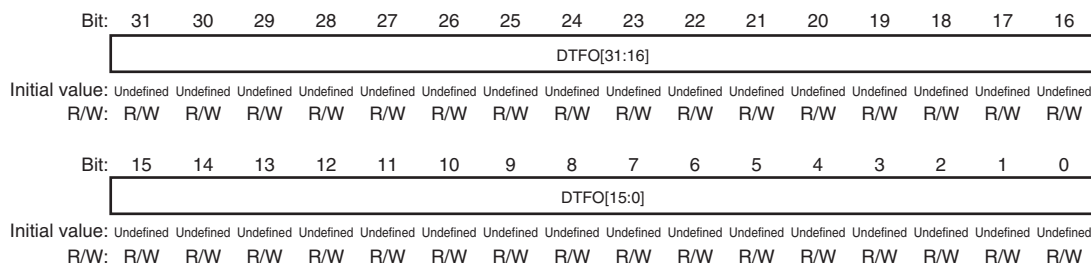 Bit: 31 30 29 28 27 26 25 24 23 22 21 20 19 18 17 16
DTFO[31:16]
Initial value: Undefined Undefined Undefined Undefined Undefined Undefined Undefined Undefined Undefined Undefined Undefined Undefined Undefined Undefined Undefined Undefined
R/W: R/W R/W R/W R/W R/W R/W R/W R/W R/W R/W R/W R/W R/W R/W R/W R/W
Bit: 15 14 13 12 11 10 9 8 7 6 5 4 3 2 1 0
DTFO[15:0]
Initial value: Undefined Undefined Undefined Undefined Undefined Undefined Undefined Undefined Undefined Undefined Undefined Undefined Undefined Undefined Undefined Undefined
R/W: R/W R/W R/W R/W R/W R/W R/W R/W R/W R/W R/W R/W R/W R/W R/W R/W